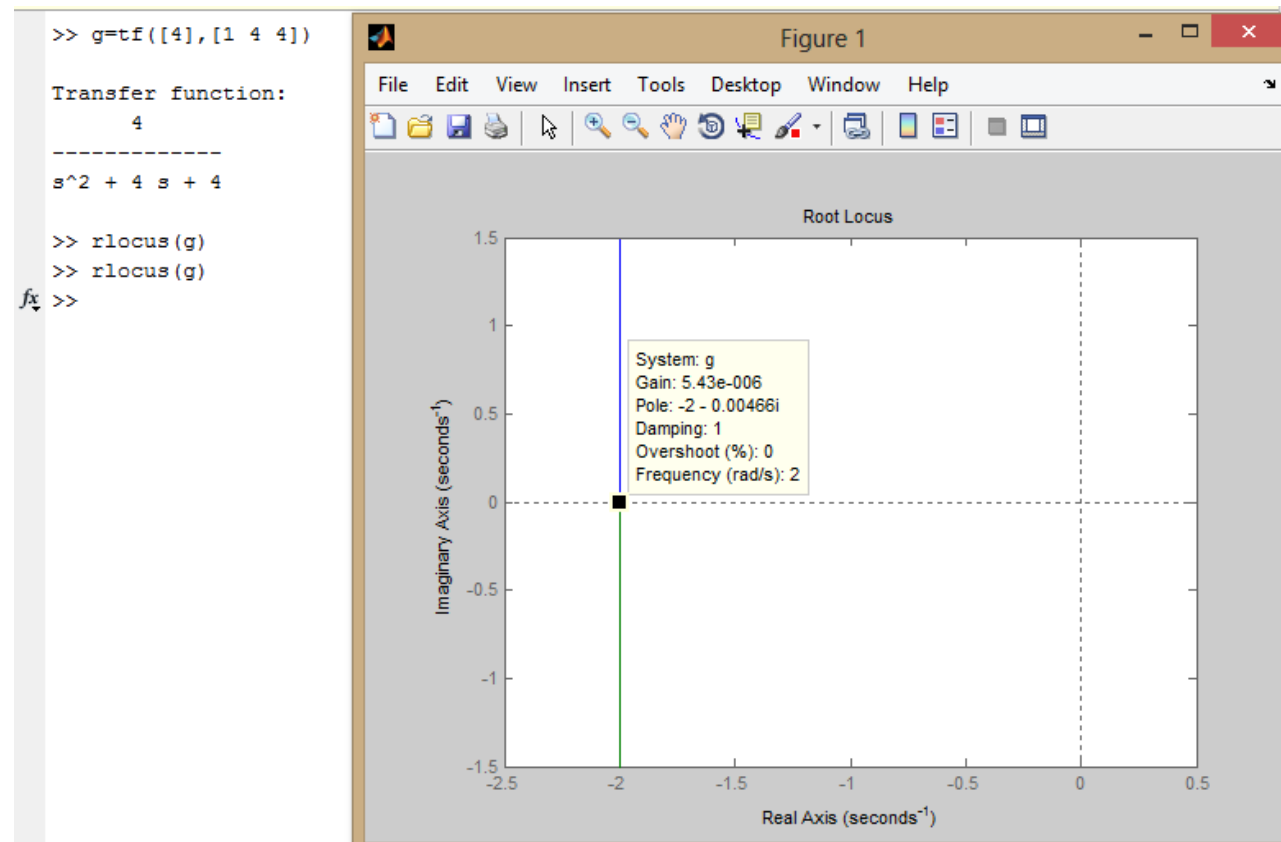 >> g=tf([4],[1 4 4])
Transfer function:
4
-------------
s^2 + 4 s + 4
>> rlocus(g)
>> rlocus(g)
fx >>
Figure 1
File Edit View Insert Tools Desktop Window Help
Root Locus
1.5
1
0.5
0
-0.5
-1
-1.5
Imaginary Axis (seconds⁻¹)
System: g
Gain: 5.43e-006
Pole: -2 - 0.00466i
Damping: 1
Overshoot (%): 0
Frequency (rad/s): 2
-2.5 -2 -1.5 -1 -0.5 0 0.5
Real Axis (seconds⁻¹)